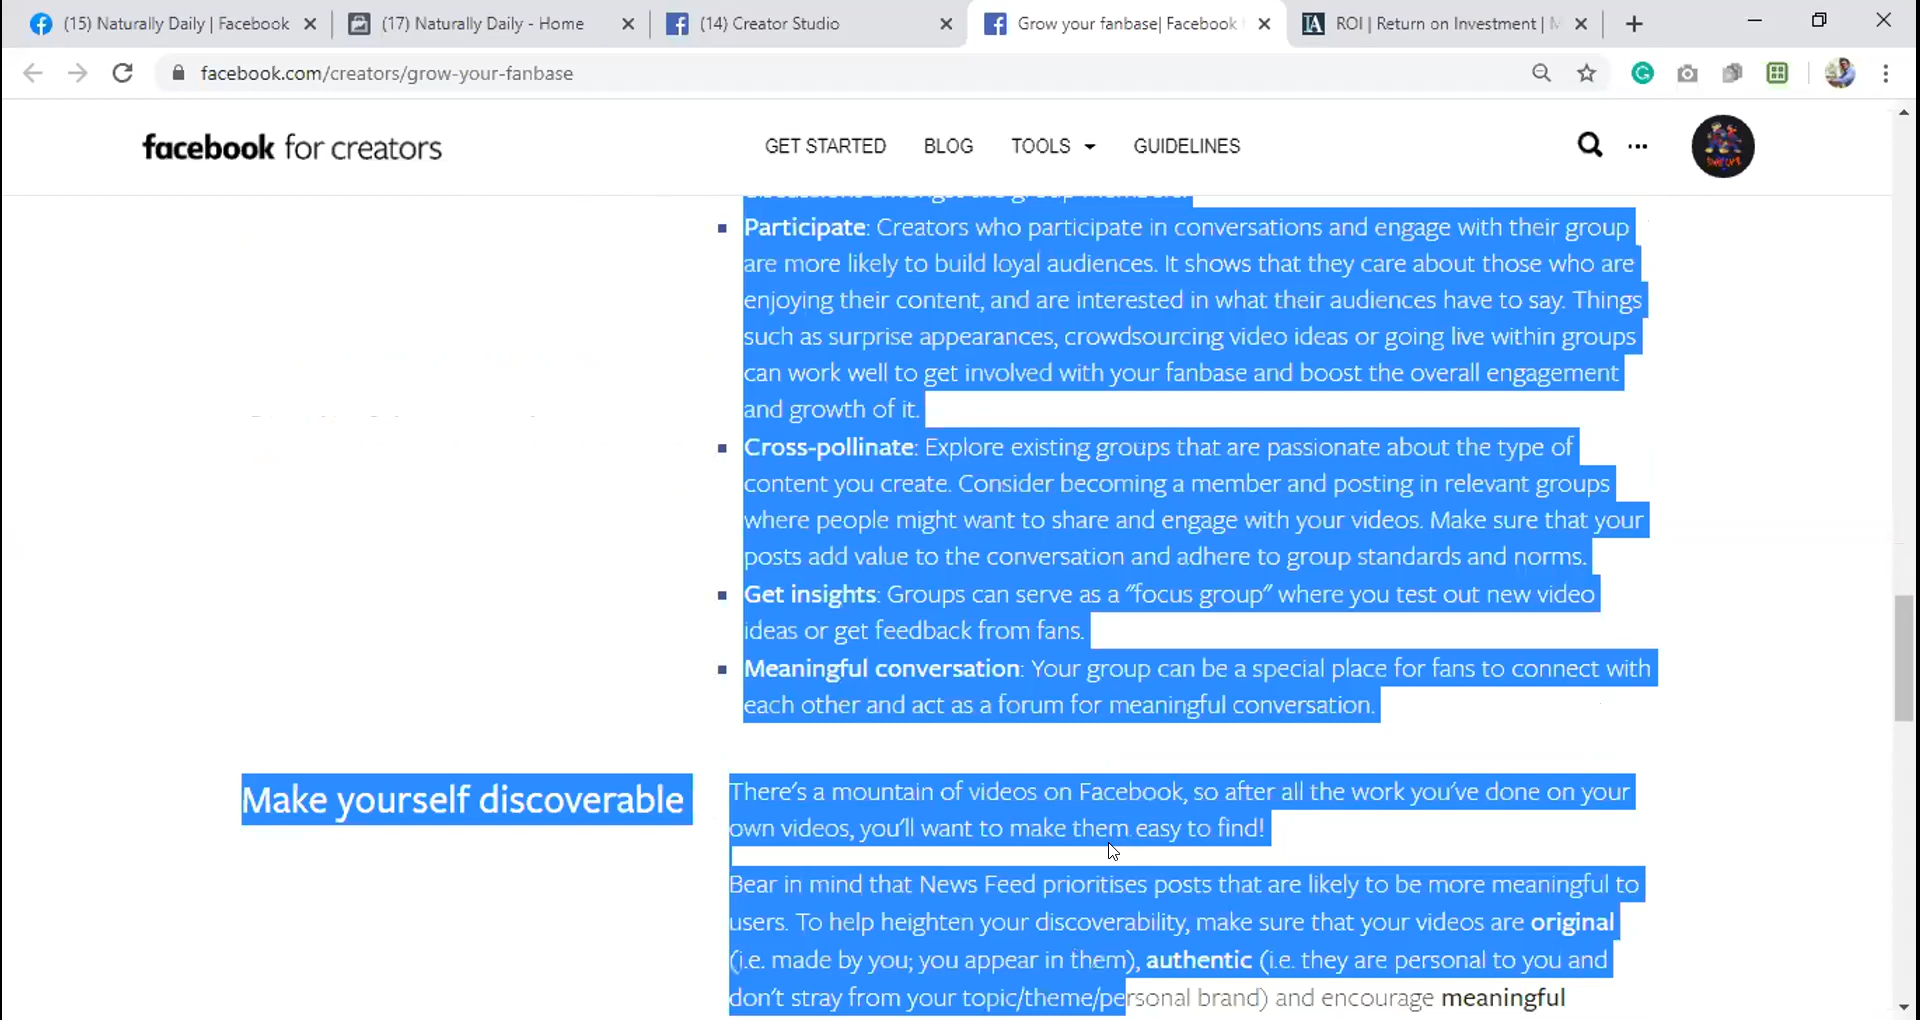 (15) Naturally Daily | Facebook
(17) Naturally Daily - Home
(14) Creator Studio
Grow your fanbase| Facebook
ROI | Return on Investment |
facebook.com/creators/grow-your-fanbase
facebook for creators
GET STARTED
BLOG
TOOLS
GUIDELINES
discussions amongst the group members.
Participate: Creators who participate in conversations and engage with their group
are more likely to build loyal audiences. It shows that they care about those who are
enjoying their content, and are interested in what their audiences have to say. Things
such as surprise appearances, crowdsourcing video ideas or going live within groups
can work well to get involved with your fanbase and boost the overall engagement
and growth of it.
Cross-pollinate: Explore existing groups that are passionate about the type of
content you create. Consider becoming a member and posting in relevant groups
where people might want to share and engage with your videos. Make sure that your
posts add value to the conversation and adhere to group standards and norms.
Get insights: Groups can serve as a "focus group" where you test out new video
ideas or get feedback from fans.
Meaningful conversation: Your group can be a special place for fans to connect with
each other and act as a forum for meaningful conversation.
Make yourself discoverable
There's a mountain of videos on Facebook, so after all the work you've done on your
own videos, you'll want to make them easy to find!
Bear in mind that News Feed prioritises posts that are likely to be more meaningful to
users. To help heighten your discoverability, make sure that your videos are original
(i.e. made by you; you appear in them), authentic (i.e. they are personal to you and
don't stray from your topic/theme/personal brand) and encourage meaningful